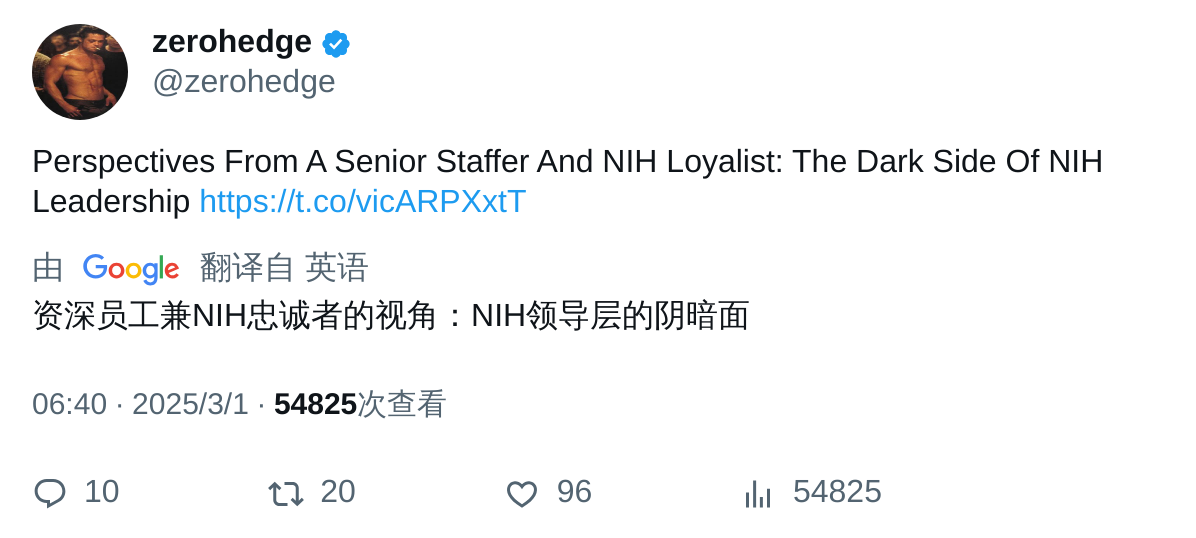 zerohedge
@zerohedge
Perspectives From A Senior Staffer And NIH Loyalist: The Dark Side Of NIH
Leadership https://t.co/vicARPXxtT
由 Google 翻译自 英语
资深员工兼NIH忠诚者的视角：NIH领导层的阴暗面
06:40 · 2025/3/1 · 54825次查看
10 20 96 54825